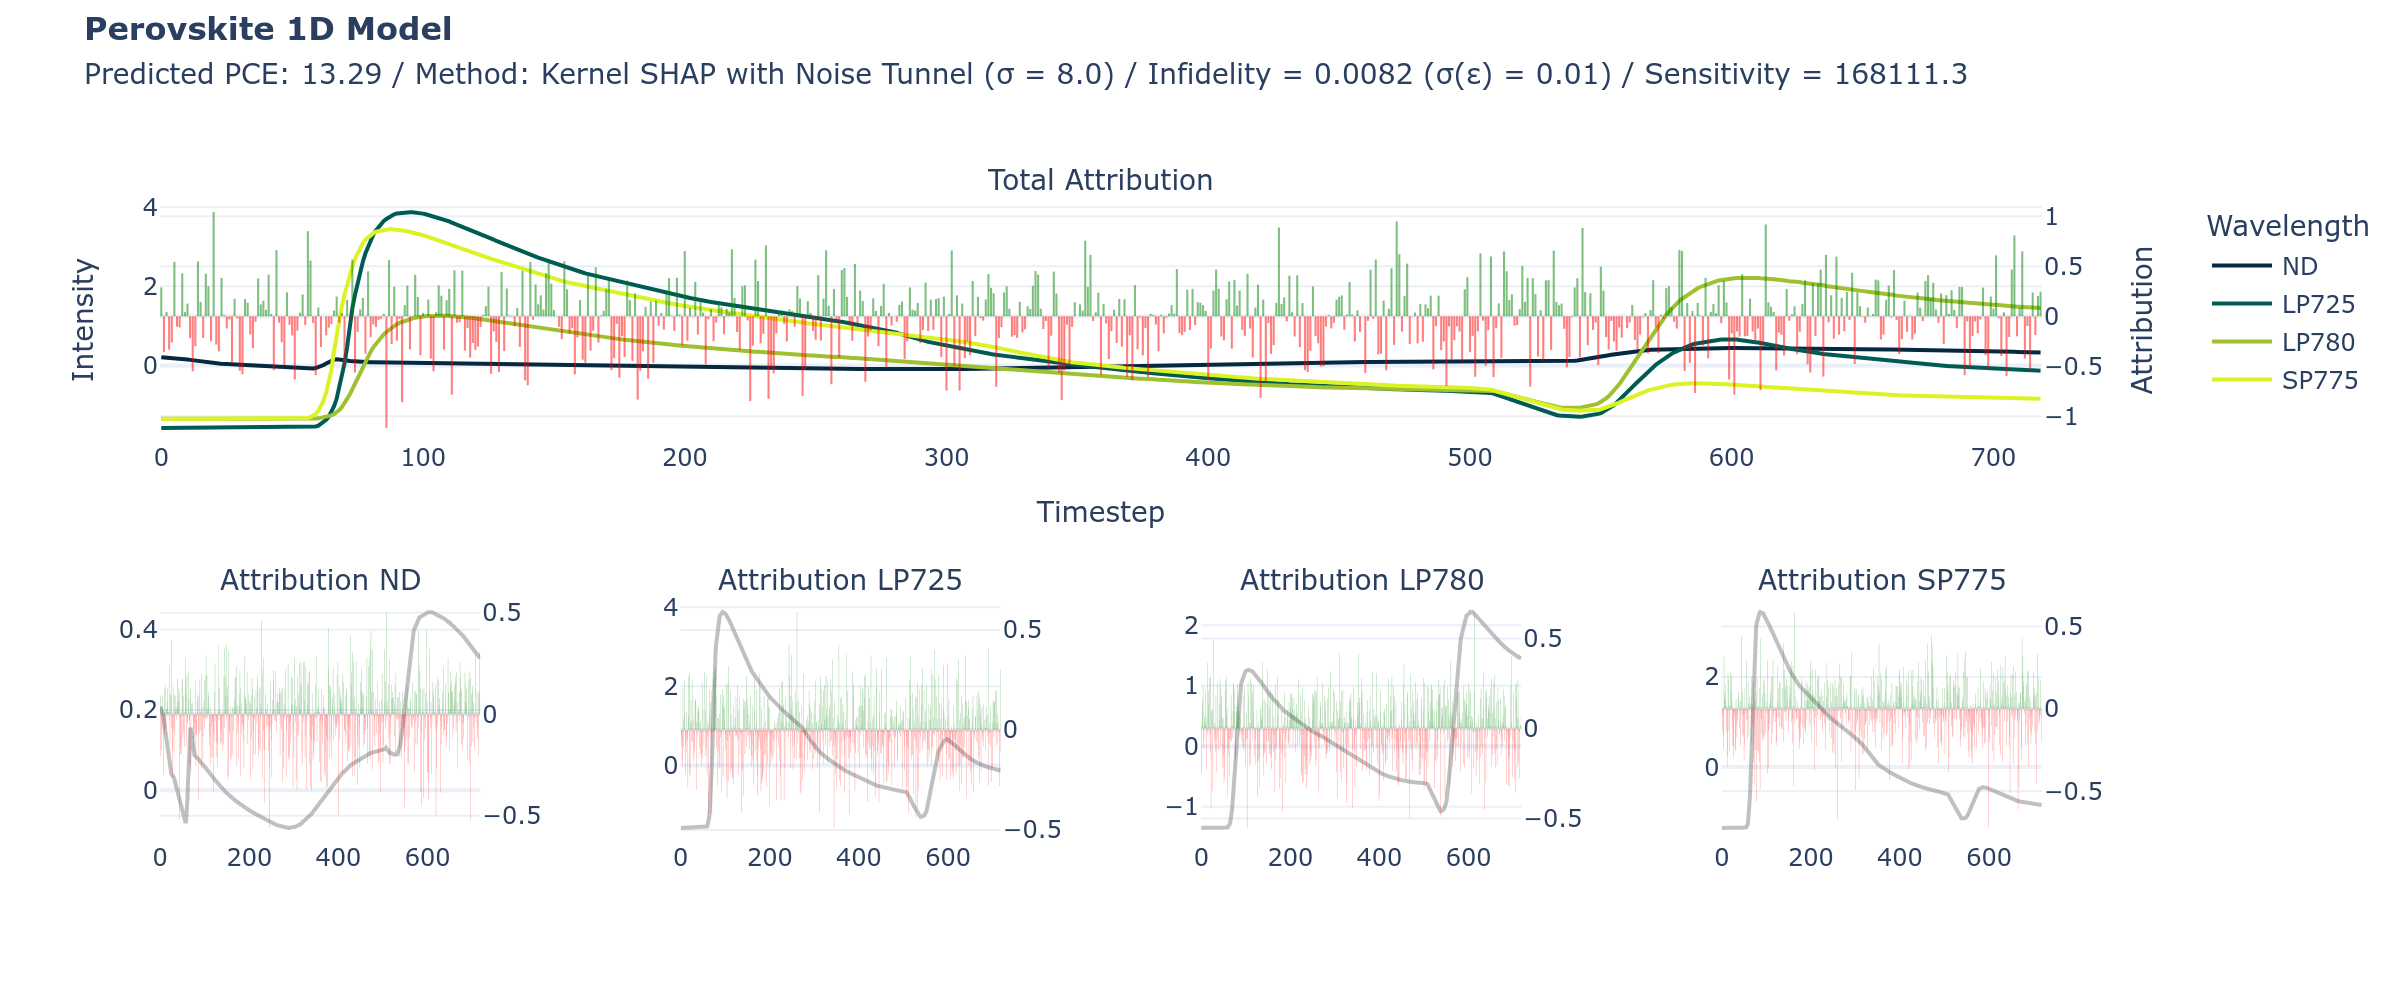 Perovskite 1D Model
Predicted PCE: 13.29 / Method: Kernel SHAP with Noise Tunnel (σ = 8.0) / Infidelity = 0.0082 (σ(ε) = 0.01) / Sensitivity = 168111.3
Total Attribution
Intensity
4
2
0
1
0.5
0
−0.5
−1
Attribution
0 100 200 300 400 500 600 700
Timestep
Wavelength
ND
LP725
LP780
SP775
Attribution ND
0.4
0.2
0
0.5
0
−0.5
0 200 400 600
Attribution LP725
4
2
0
0.5
0
−0.5
0 200 400 600
Attribution LP780
2
1
0
−1
0.5
0
−0.5
0 200 400 600
Attribution SP775
2
0
0.5
0
−0.5
0 200 400 600